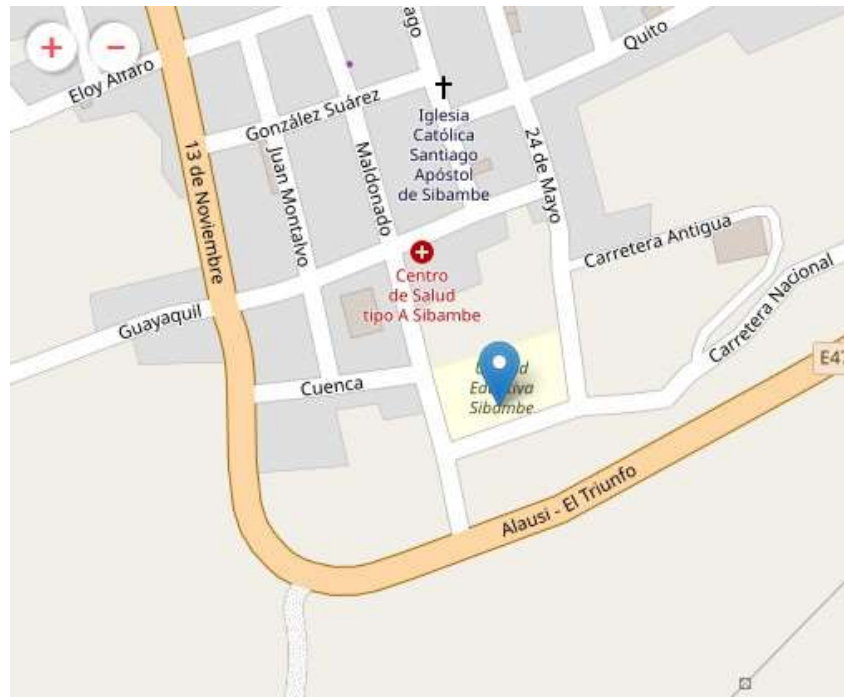 + −
ago
Quito
Eloy Alfaro
González Suárez
Iglesia
Católica
Santiago
Apóstol
de Sibambe
13 de Noviembre
Juan Montalvo
Maldonado
24 de Mayo
Carretera Antigua
Centro
de Salud
tipo A Sibambe
Guayaquil
Carretera Nacional
E47
Cuenca
Sibambe
Alausi - El Triunfo